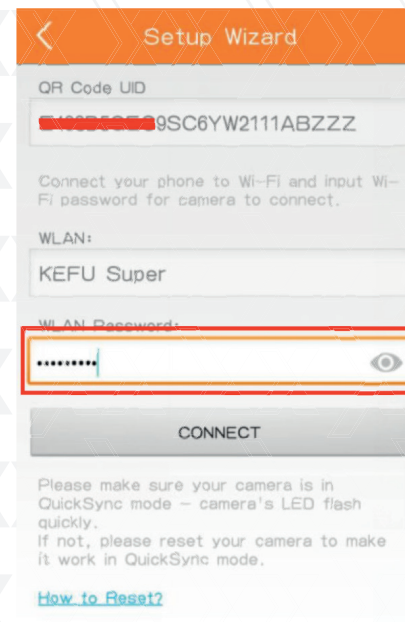 Setup Wizard
QR Code UID
9SC6YW2111ABZZZ
Connect your phone to Wi-Fi and input Wi-
Fi password for camera to connect.
WLAN:
KEFU Super
WLAN Password:
CONNECT
Please make sure your camera is in
QuickSync mode - camera's LED flash
quickly.
If not, please reset your camera to make
it work in QuickSync mode.
How to Reset?